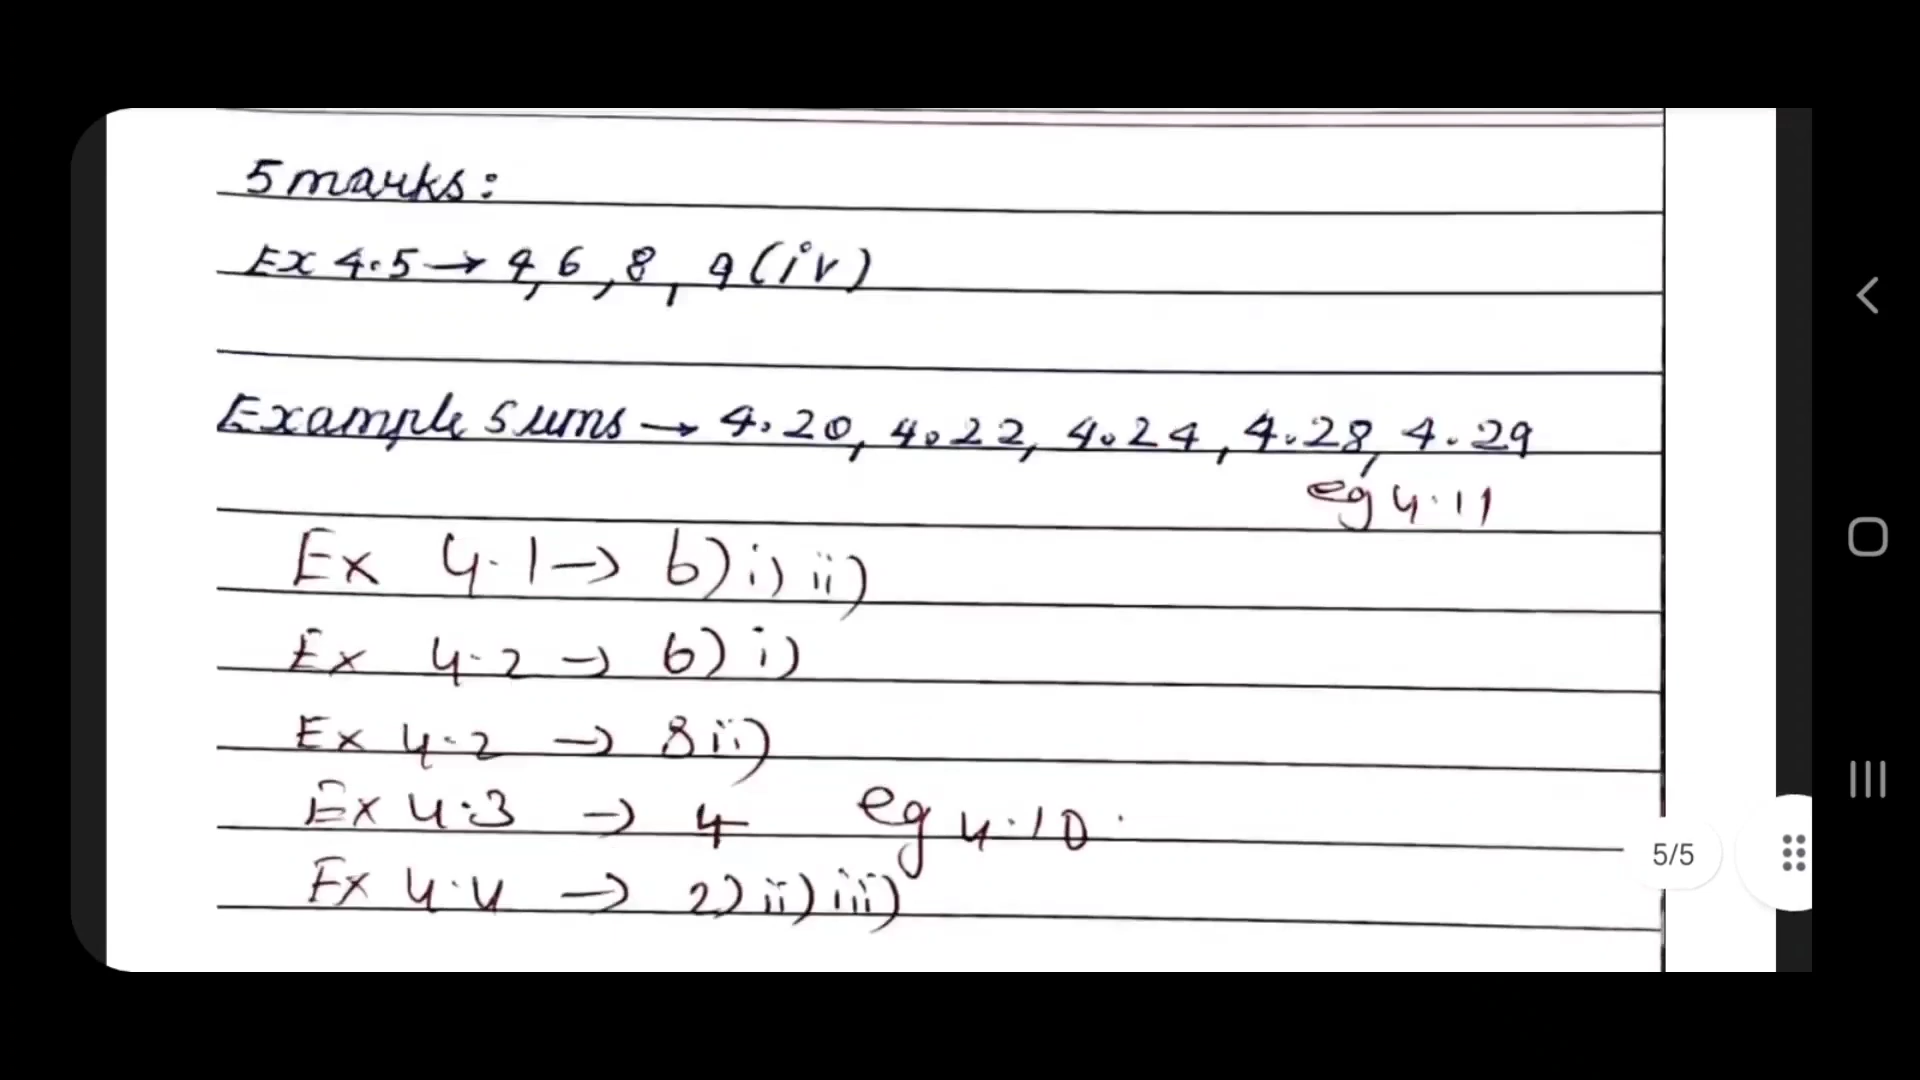 5 marks:
Ex 4.5 → 4, 6, 8, 9 (iv)
Example Sums → 4.20, 4.22, 4.24, 4.28, 4.29
eg 4.11
Ex 4.1 → 6) i) ii)
Ex 4.2 → 6) i)
Ex 4.2 → 8 ii)
Ex 4.3 → 4 eg 4.10
Ex 4.4 → 2) ii) iii)
5/5